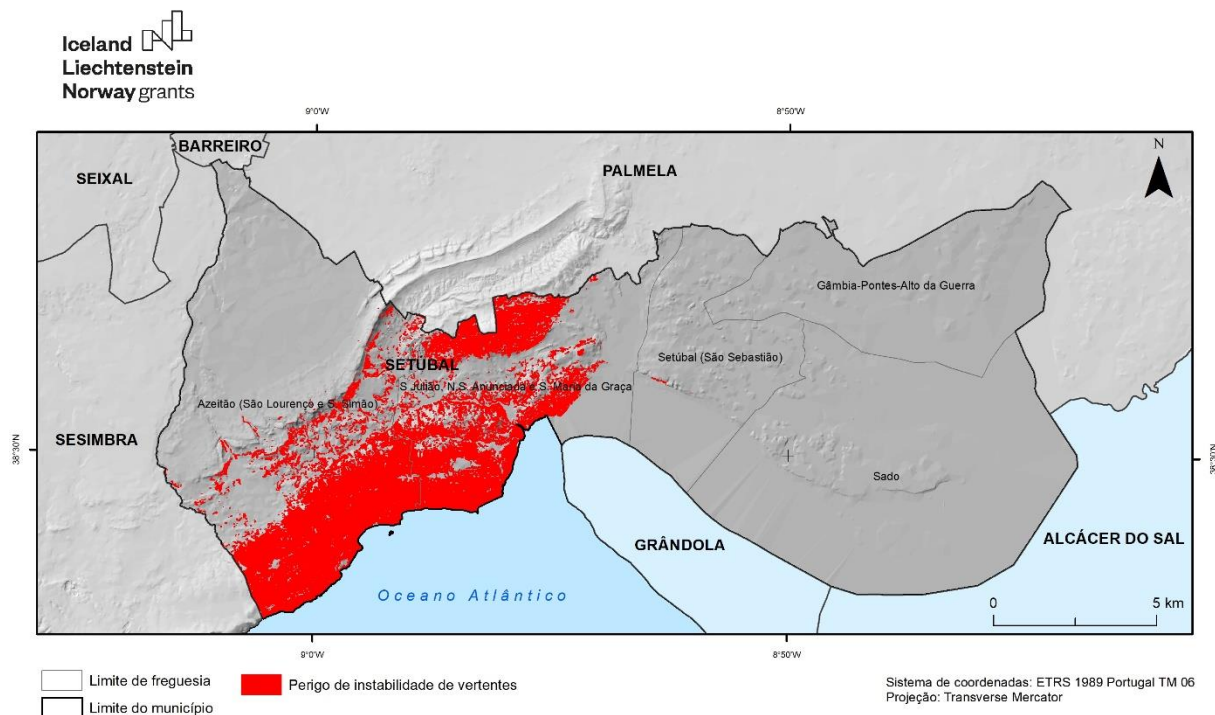 Iceland
Liechtenstein
Norway grants
9°0'W
8°50'W
BARREIRO
SEIXAL
PALMELA
N
Gâmbia-Pontes-Alto da Guerra
Setúbal (São Sebastião)
SETÚBAL
S Julião, N.S. Anunciada e S. Maria da Graça
Azeitão (São Lourenço e S. Simão)
SESIMBRA
38°30'N
38°30'N
Sado
GRÂNDOLA
ALCÁCER DO SAL
Oceano Atlântico
0 5 km
9°0'W
8°50'W
Limite de freguesia
Perigo de instabilidade de vertentes
Limite do município
Sistema de coordenadas: ETRS 1989 Portugal TM 06
Projeção: Transverse Mercator